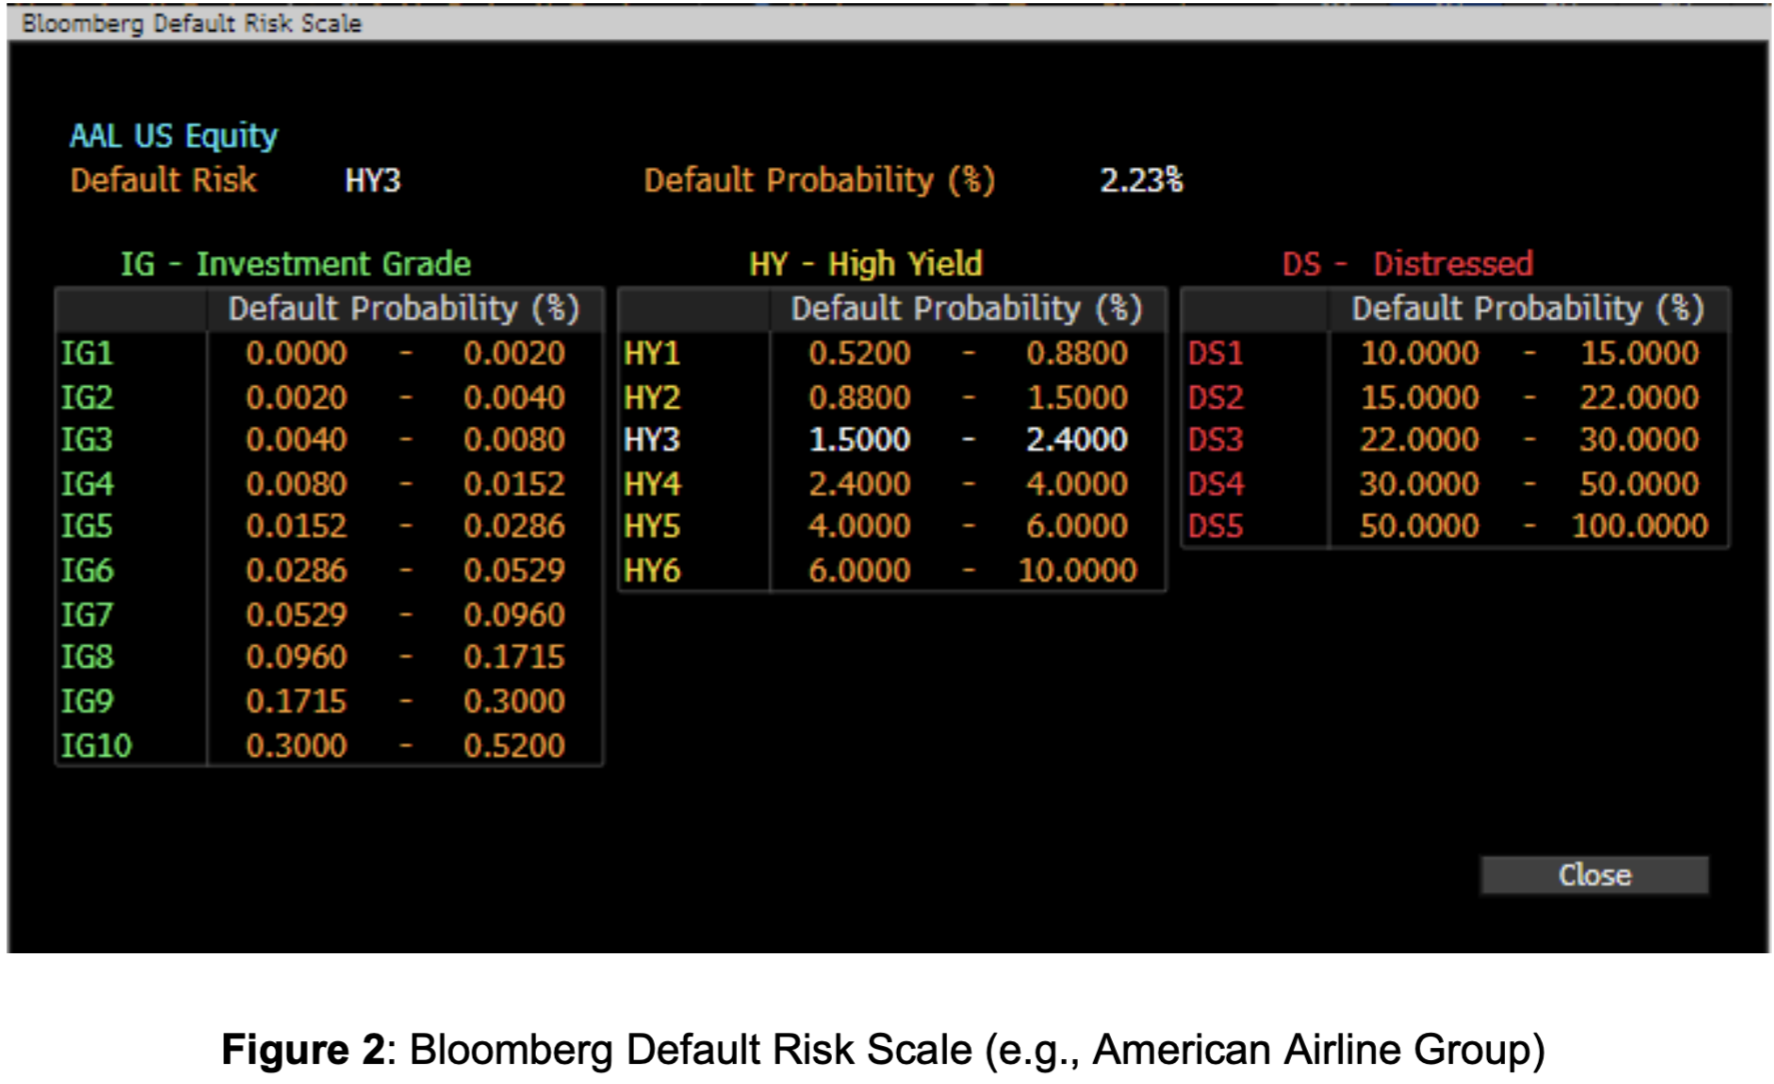 Bloomberg Default Risk Scale
AAL US Equity
Default Risk HY3 Default Probability (%) 2.23%
IG - Investment Grade
Default Probability (%)
IG1 0.0000 - 0.0020
IG2 0.0020 - 0.0040
IG3 0.0040 - 0.0080
IG4 0.0080 - 0.0152
IG5 0.0152 - 0.0286
IG6 0.0286 - 0.0529
IG7 0.0529 - 0.0960
IG8 0.0960 - 0.1715
IG9 0.1715 - 0.3000
IG10 0.3000 - 0.5200
HY - High Yield
Default Probability (%)
HY1 0.5200 - 0.8800
HY2 0.8800 - 1.5000
HY3 1.5000 - 2.4000
HY4 2.4000 - 4.0000
HY5 4.0000 - 6.0000
HY6 6.0000 - 10.0000
DS - Distressed
Default Probability (%)
DS1 10.0000 - 15.0000
DS2 15.0000 - 22.0000
DS3 22.0000 - 30.0000
DS4 30.0000 - 50.0000
DS5 50.0000 - 100.0000
Close
Figure 2: Bloomberg Default Risk Scale (e.g., American Airline Group)